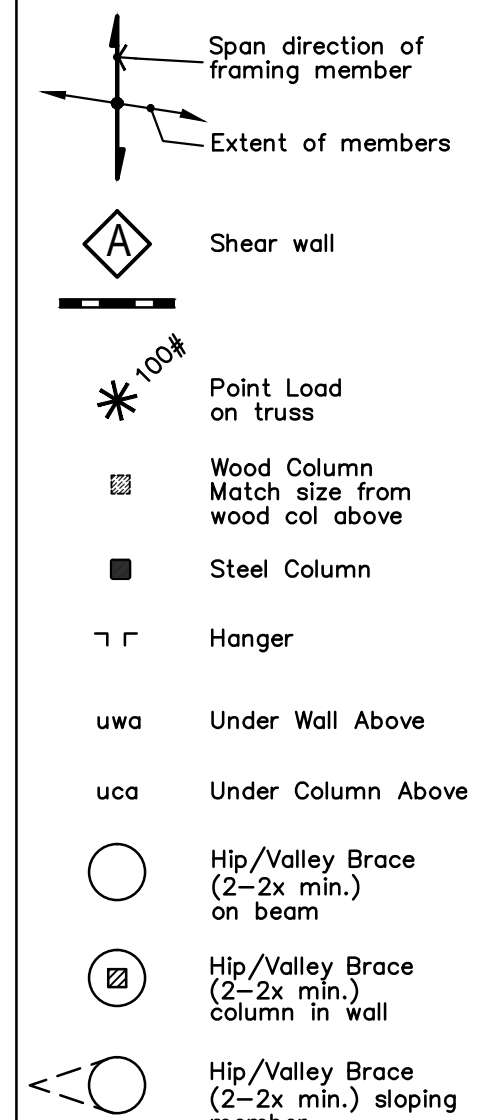 Span direction of
framing member
Extent of members
A
Shear wall
100#
Point Load
on truss
Wood Column
Match size from
wood col above
Steel Column
Hanger
uwa
Under Wall Above
uca
Under Column Above
Hip/Valley Brace
(2-2x min.)
on beam
Hip/Valley Brace
(2-2x min.)
column in wall
Hip/Valley Brace
(2-2x min.) sloping